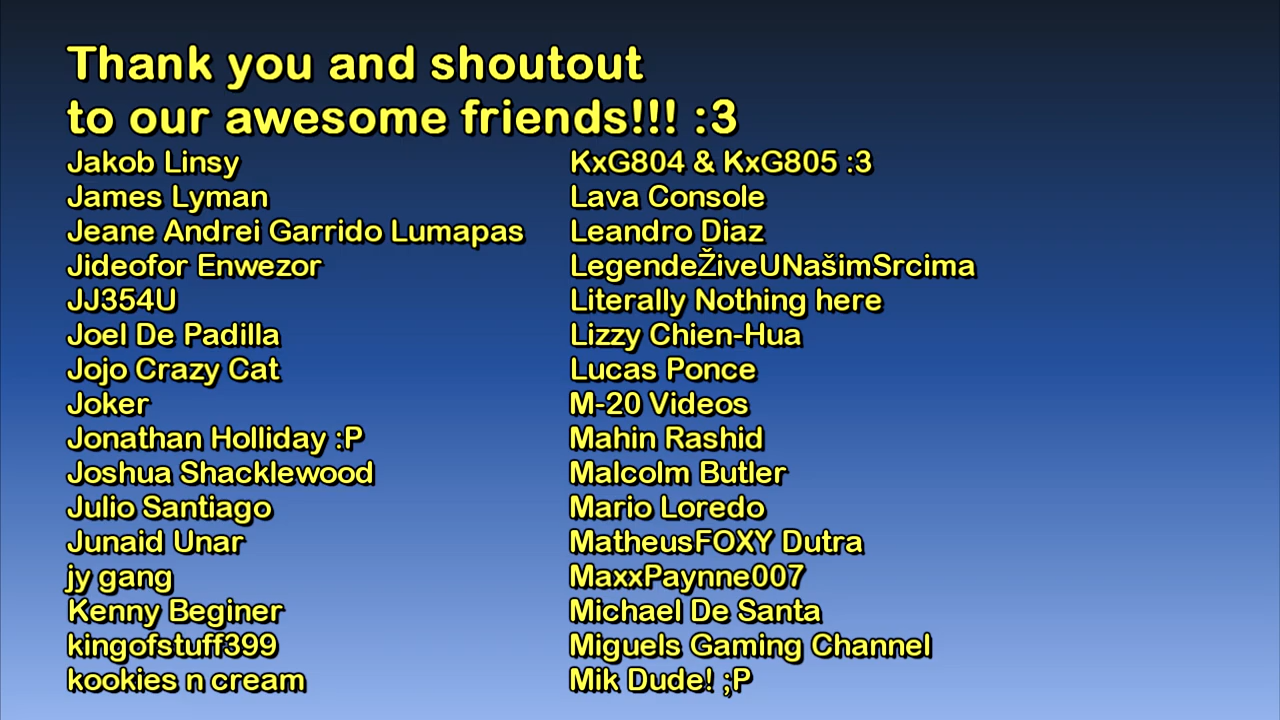 Thank you and shoutout
to our awesome friends!!! :3
Jakob Linsy
James Lyman
Jeane Andrei Garrido Lumapas
Jideofor Enwezor
JJ354U
Joel De Padilla
Jojo Crazy Cat
Joker
Jonathan Holliday :P
Joshua Shacklewood
Julio Santiago
Junaid Unar
jy gang
Kenny Beginer
kingofstuff399
kookies n cream
KxG804 & KxG805 :3
Lava Console
Leandro Diaz
LegendeŽiveUNašimSrcima
Literally Nothing here
Lizzy Chien-Hua
Lucas Ponce
M-20 Videos
Mahin Rashid
Malcolm Butler
Mario Loredo
MatheusFOXY Dutra
MaxxPaynne007
Michael De Santa
Miguels Gaming Channel
Mik Dude! ;P